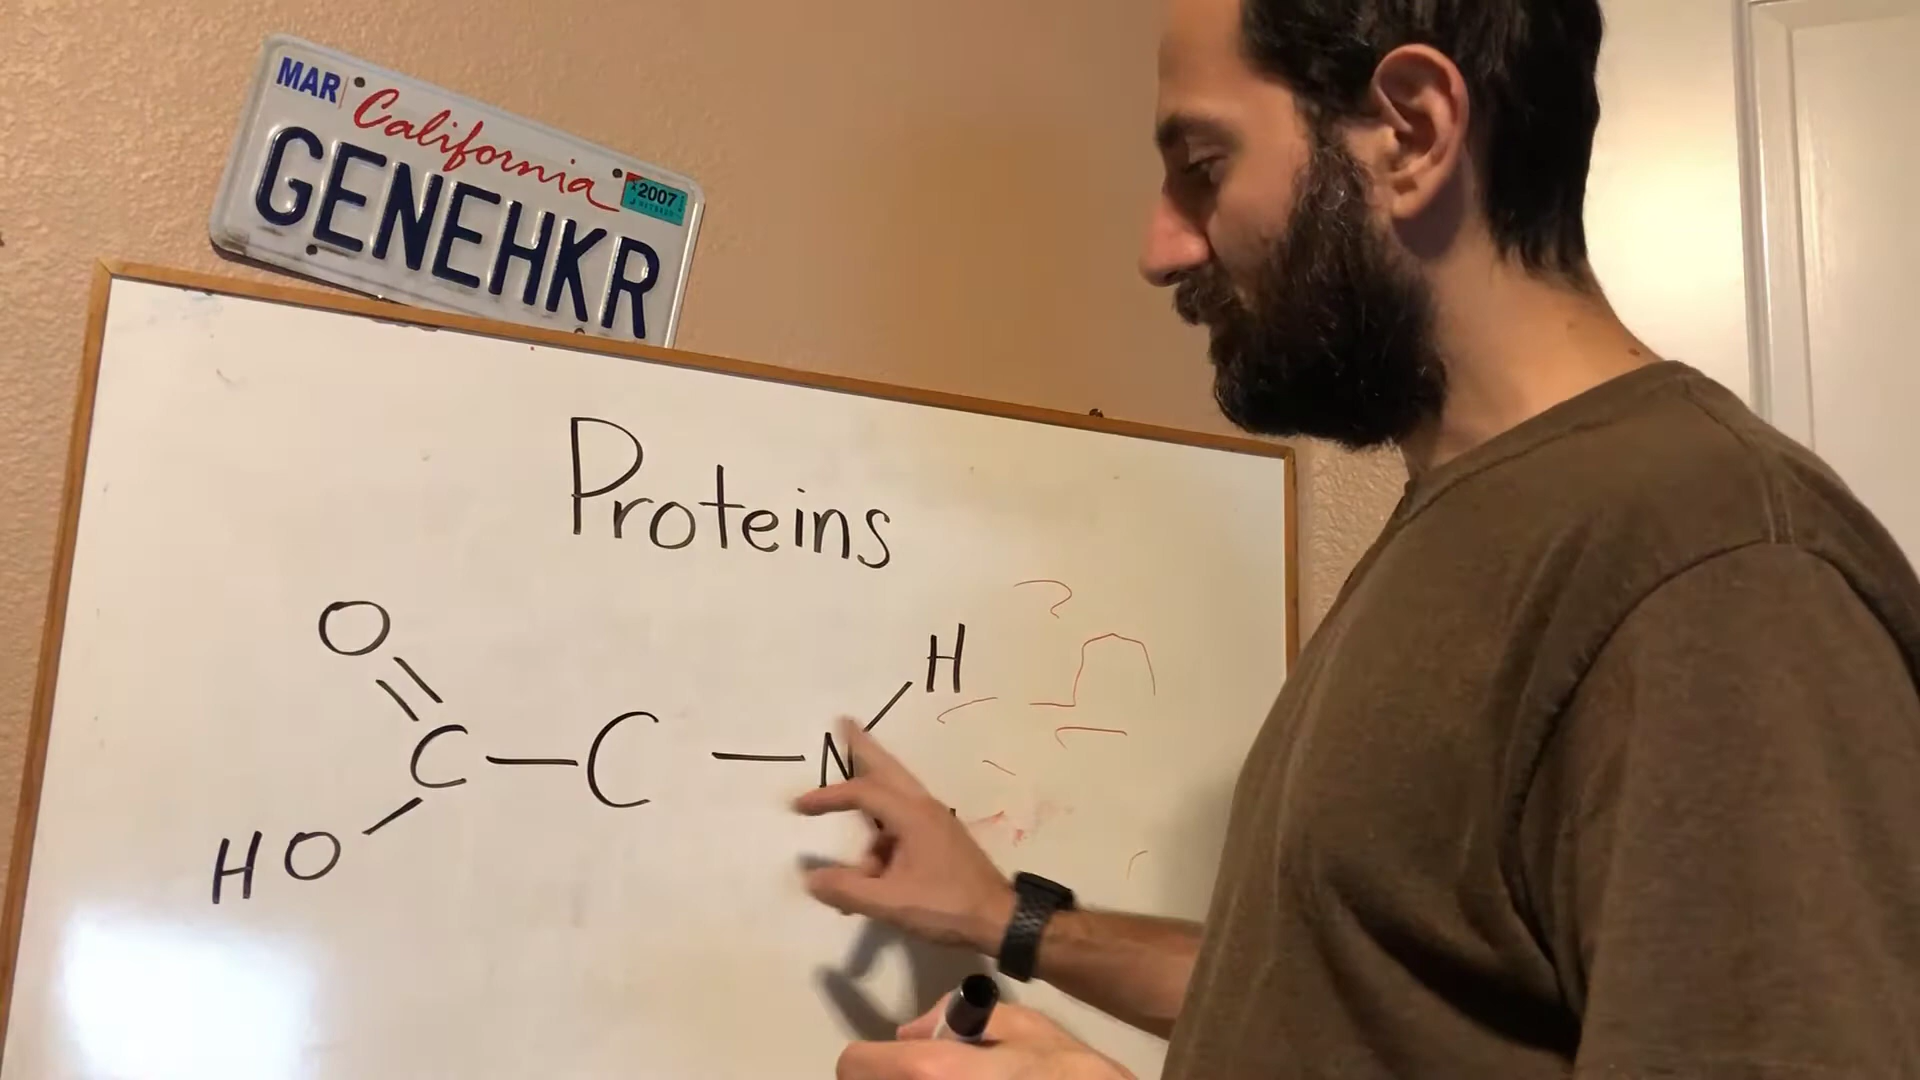 MAR California 2007
GENEHKR
Proteins
O
H
C — C — N
HO